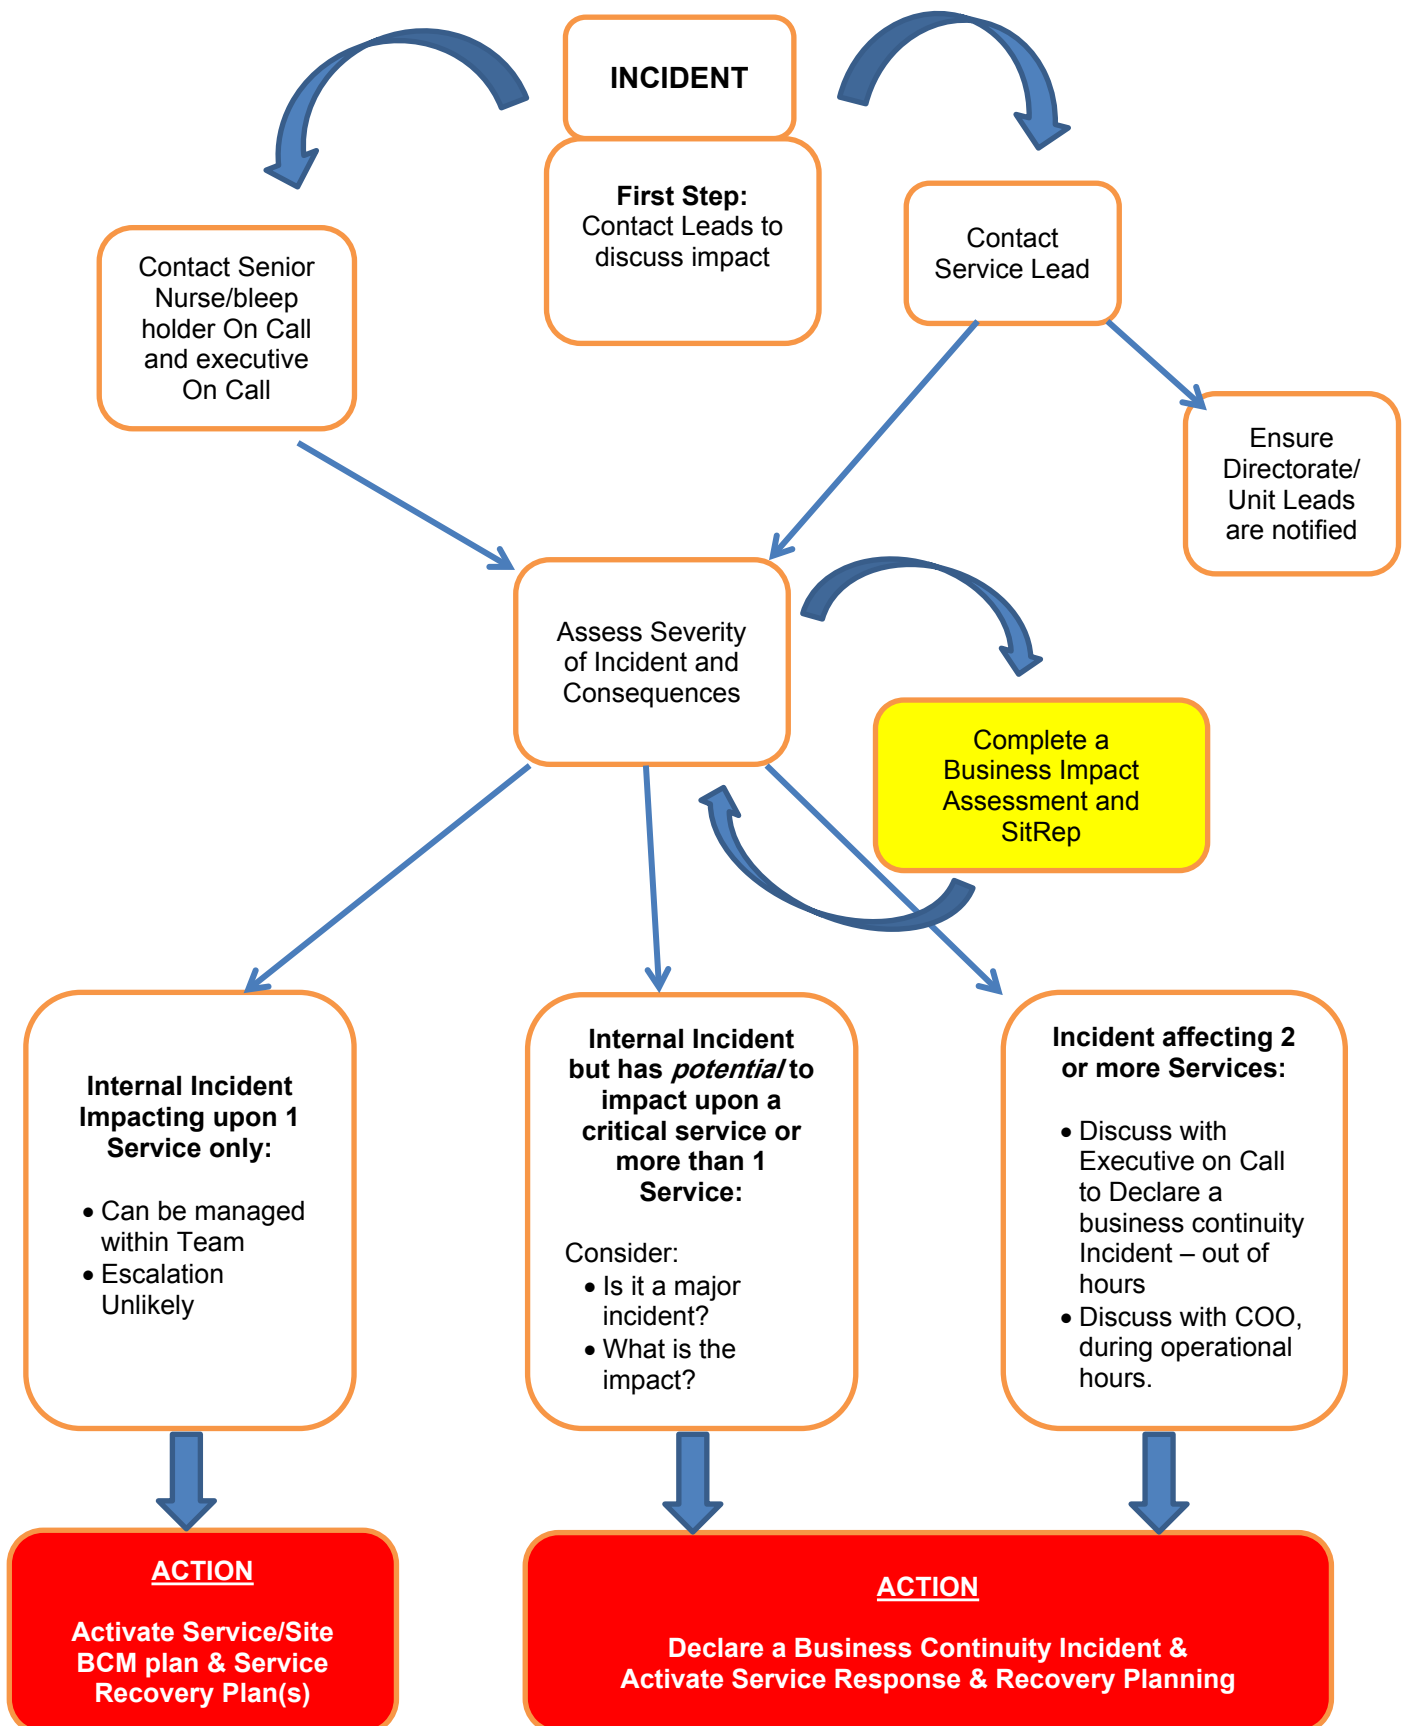 INCIDENT
First Step:
Contact Leads to
discuss impact
Contact Senior
Nurse/bleep
holder On Call
and executive
On Call
Contact
Service Lead
Ensure
Directorate/
Unit Leads
are notified
Assess Severity
of Incident and
Consequences
Complete a
Business Impact
Assessment and
SitRep
Internal Incident
Impacting upon 1
Service only:
• Can be managed
within Team
• Escalation
Unlikely
Internal Incident
but has potential to
impact upon a
critical service or
more than 1
Service:
Consider:
• Is it a major
incident?
• What is the
impact?
Incident affecting 2
or more Services:
• Discuss with
Executive on Call
to Declare a
business continuity
Incident – out of
hours
• Discuss with COO,
during operational
hours.
ACTION
Activate Service/Site
BCM plan & Service
Recovery Plan(s)
ACTION
Declare a Business Continuity Incident &
Activate Service Response & Recovery Planning